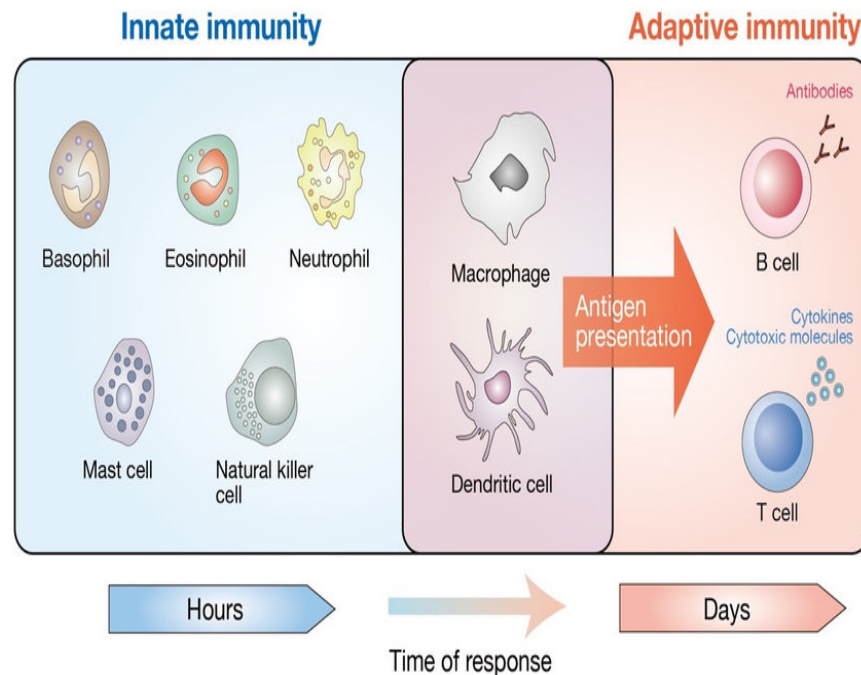 Innate immunity
Adaptive immunity
Antibodies
Basophil
Eosinophil
Neutrophil
Macrophage
B cell
Antigen
presentation
Cytokines
Cytotoxic molecules
Mast cell
Natural killer
cell
Dendritic cell
T cell
Hours
Days
Time of response